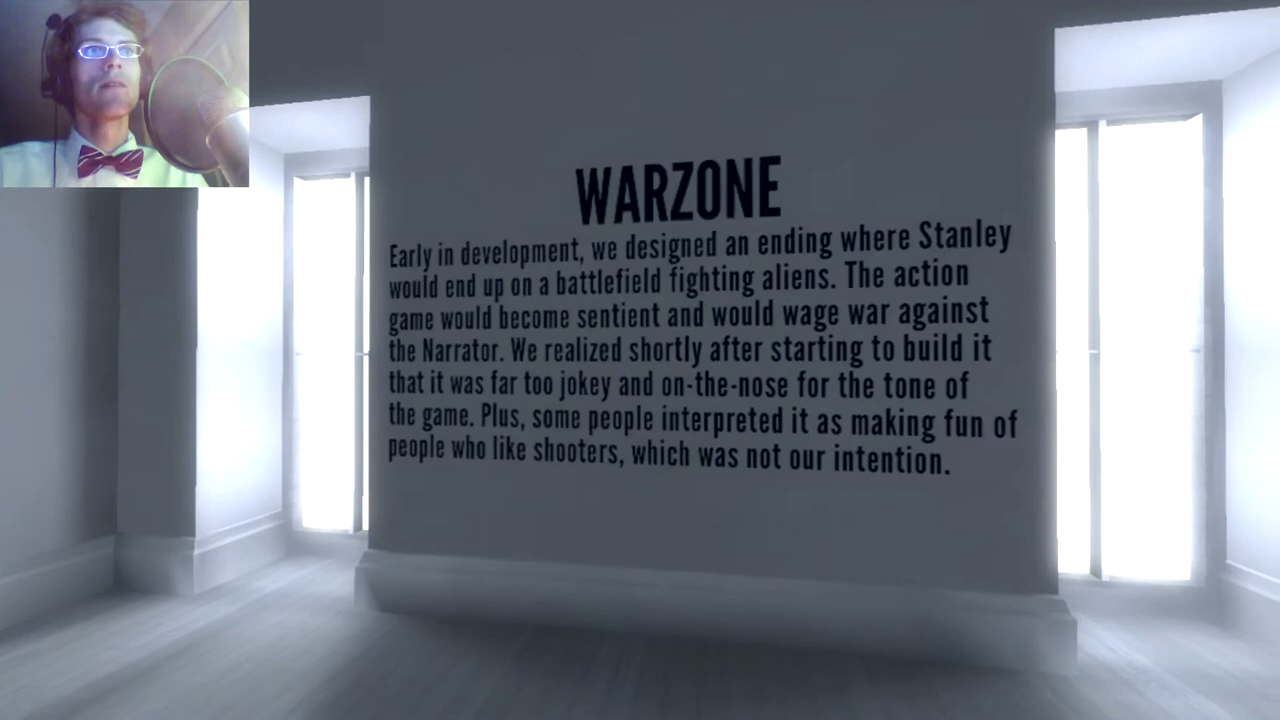 WARZONE
Early in development, we designed an ending where Stanley
would end up on a battlefield fighting aliens. The action
game would become sentient and would wage war against
the Narrator. We realized shortly after starting to build it
that it was far too jokey and on-the-nose for the tone of
the game. Plus, some people interpreted it as making fun of
people who like shooters, which was not our intention.